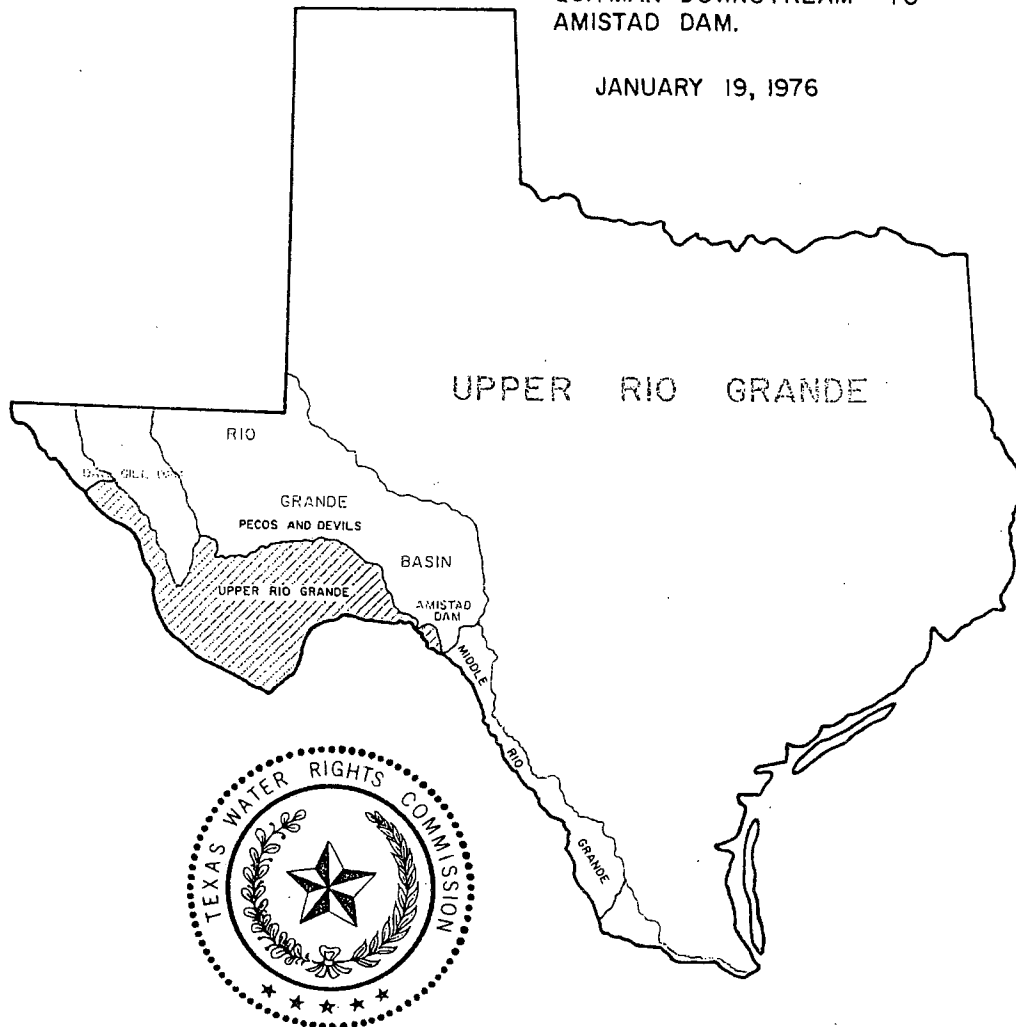 AMISTAD DAM.
JANUARY 19, 1976
UPPER RIO GRANDE
RIO
GRANDE
PECOS AND DEVILS
BASIN
UPPER RIO GRANDE
AMISTAD
DAM
MIDDLE
RIO
GRANDE
TEXAS WATER RIGHTS COMMISSION